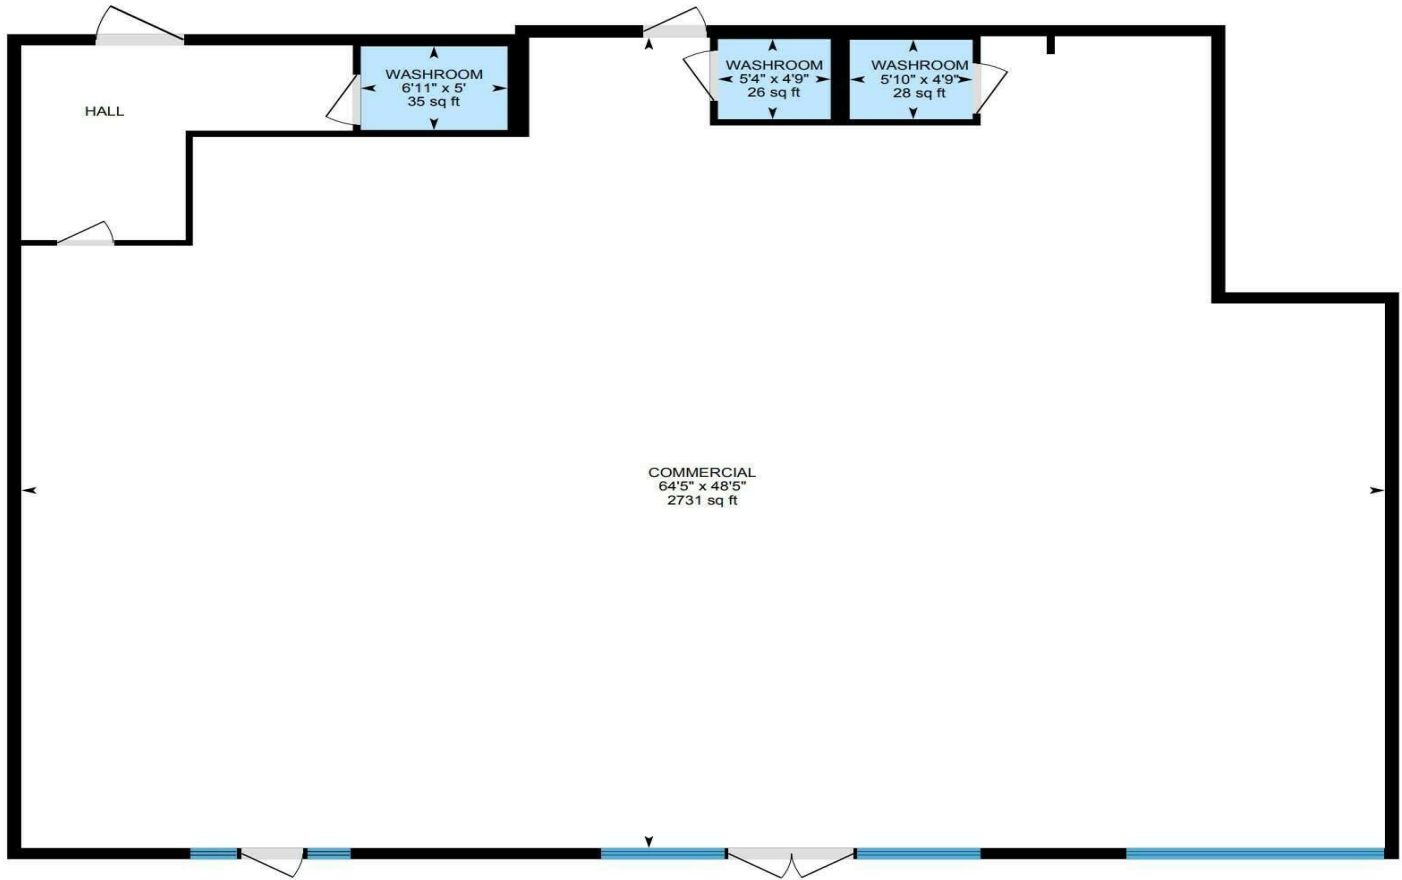 HALL
WASHROOM
6'11" x 5'
35 sq ft
WASHROOM
5'4" x 4'9"
26 sq ft
WASHROOM
5'10" x 4'9"
28 sq ft
COMMERCIAL
64'5" x 48'5"
2731 sq ft